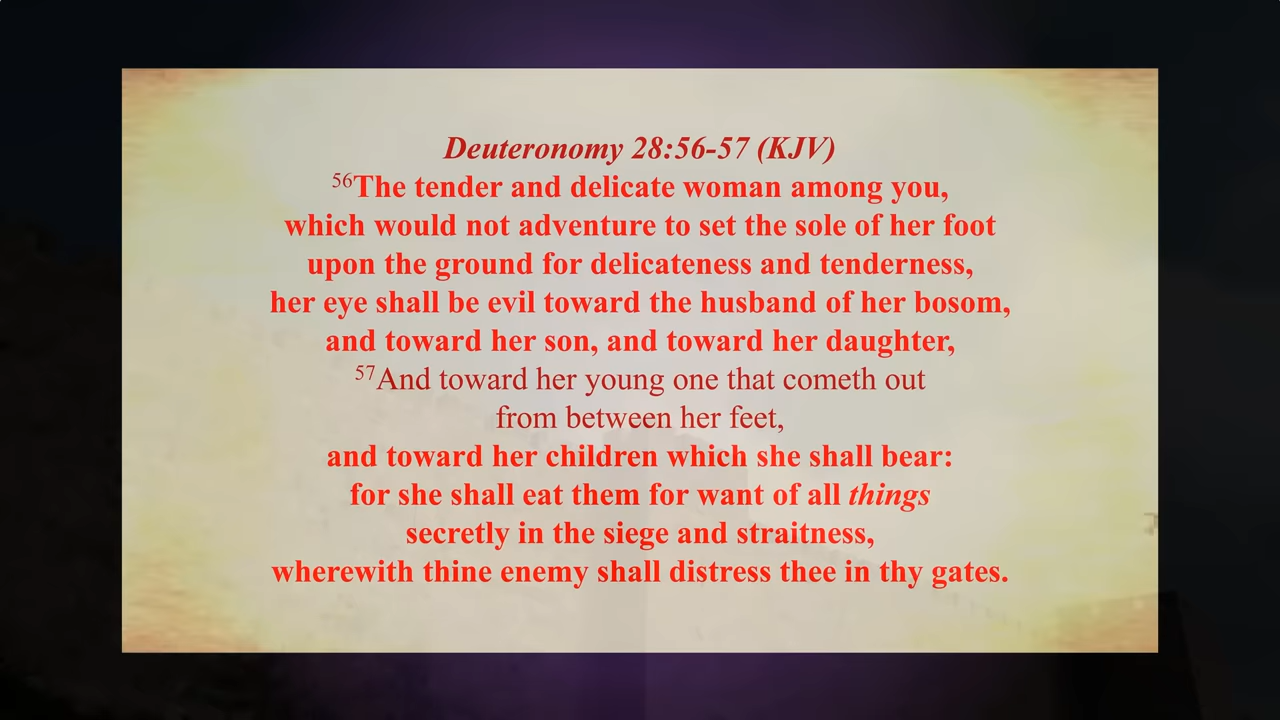 Deuteronomy 28:56-57 (KJV)
56The tender and delicate woman among you,
which would not adventure to set the sole of her foot
upon the ground for delicateness and tenderness,
her eye shall be evil toward the husband of her bosom,
and toward her son, and toward her daughter,
57And toward her young one that cometh out
from between her feet,
and toward her children which she shall bear:
for she shall eat them for want of all things
secretly in the siege and straitness,
wherewith thine enemy shall distress thee in thy gates.